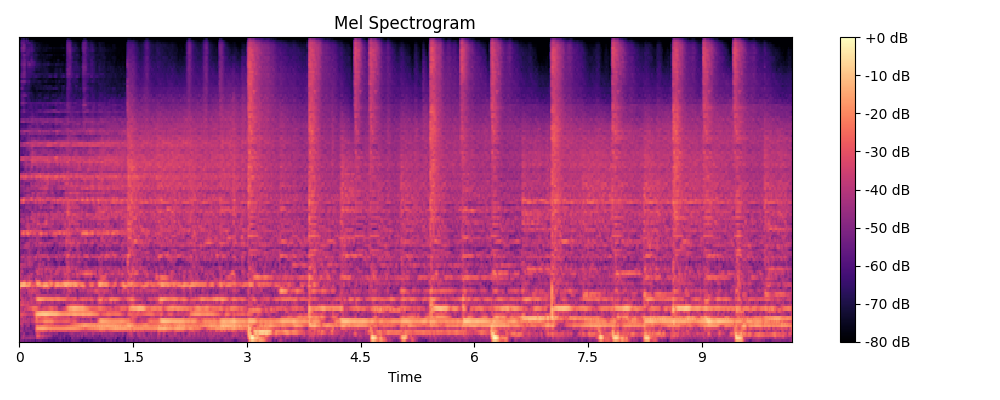 Mel Spectrogram
+0 dB
-10 dB
-20 dB
-30 dB
-40 dB
-50 dB
-60 dB
-70 dB
-80 dB
0 1.5 3 4.5 6 7.5 9
Time